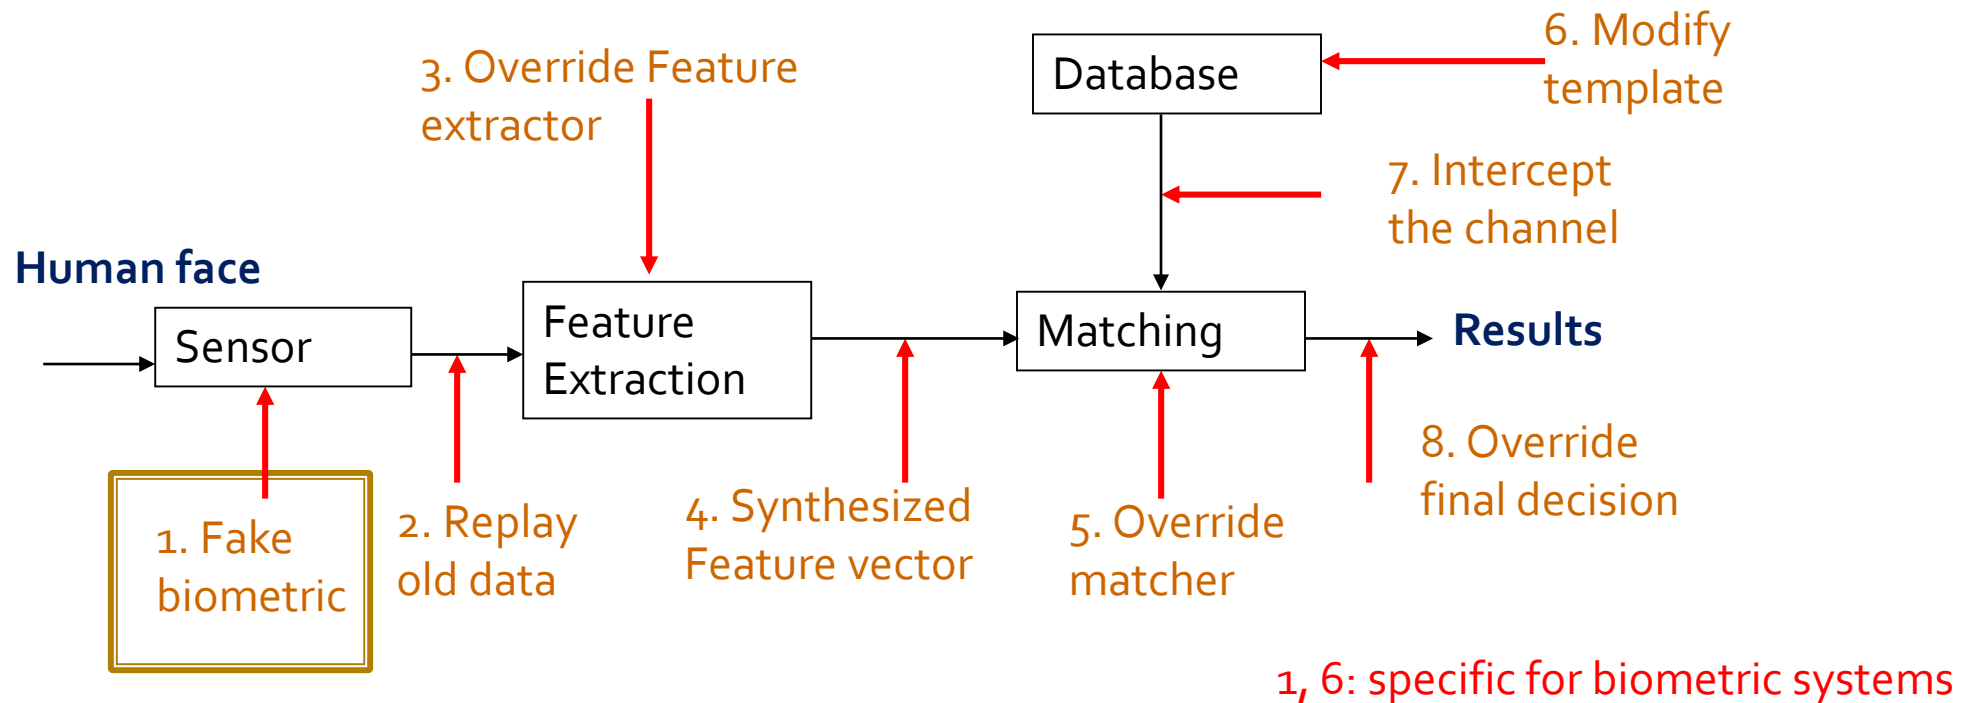 3. Override Feature
extractor
Database
6. Modify
template
7. Intercept
the channel
Human face
Sensor
Feature
Extraction
Matching
Results
1. Fake
biometric
2. Replay
old data
4. Synthesized
Feature vector
5. Override
matcher
8. Override
final decision
1, 6: specific for biometric systems